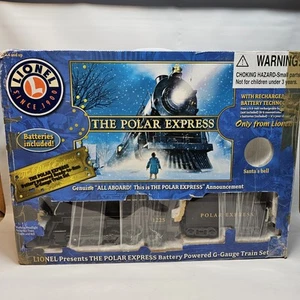 LIONEL
SINCE 1900
WARNING
CHOKING HAZARD-Small parts
Not for children under 3 years.
WITH RECHARGE
BATTERY TECHN
Only from Lionel
Batteries
included!
THE POLAR EXPRESS
Santa's bell
Genuine "ALL ABOARD! This is THE POLAR EXPRESS" Announcement
POLAR EXPRESS
LIONEL Presents THE POLAR EXPRESS Battery Powered G-Gauge Train Set